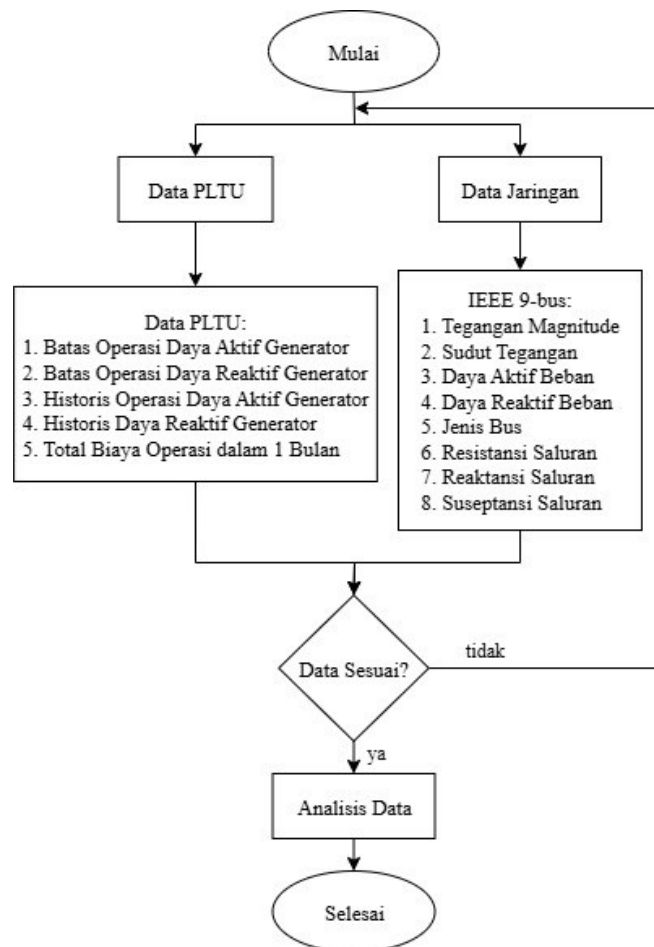 Mulai
Data PLTU
Data Jaringan
Data PLTU:
1. Batas Operasi Daya Aktif Generator
2. Batas Operasi Daya Reaktif Generator
3. Historis Operasi Daya Aktif Generator
4. Historis Daya Reaktif Generator
5. Total Biaya Operasi dalam 1 Bulan
IEEE 9-bus:
1. Tegangan Magnitude
2. Sudut Tegangan
3. Daya Aktif Beban
4. Daya Reaktif Beban
5. Jenis Bus
6. Resistansi Saluran
7. Reaktansi Saluran
8. Suseptansi Saluran
Data Sesuai?
tidak
ya
Analisis Data
Selesai